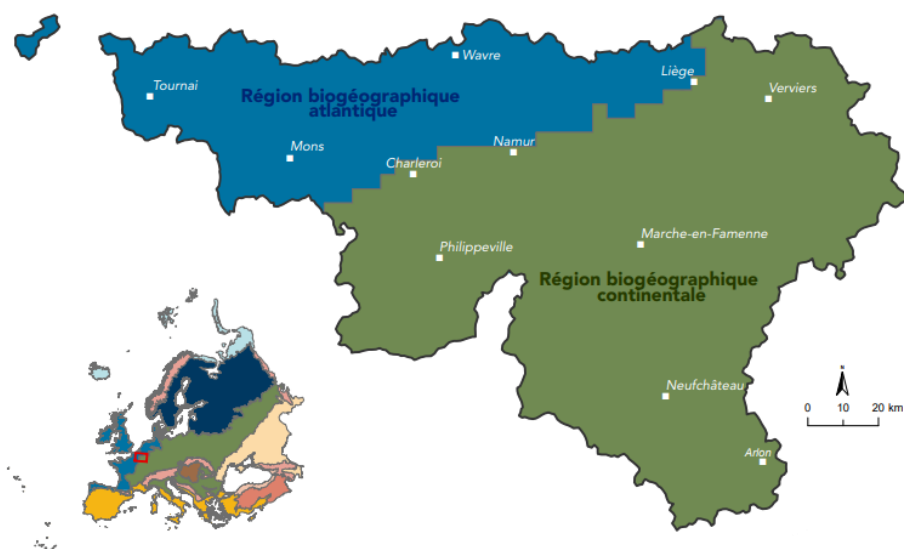 Wavre
Tournai
Liège
Verviers
Région biogéographique
atlantique
Mons
Namur
Charleroi
Marche-en-Famenne
Philippeville
Région biogéographique
continentale
Neufchâteau
N
0 10 20 km
Arlon